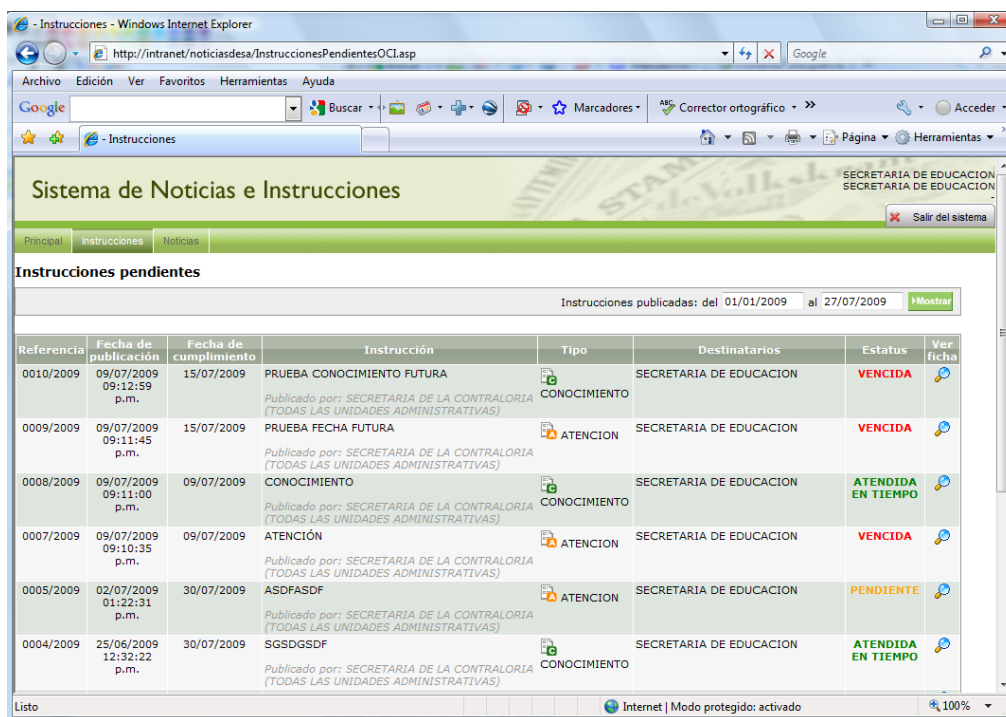 - Instrucciones - Windows Internet Explorer
http://intranet/noticiasdesa/InstruccionesPendientesOCI.asp
Google
Archivo Edición Ver Favoritos Herramientas Ayuda
Google Buscar Marcadores Corrector ortográfico Acceder
- Instrucciones Página Herramientas
Sistema de Noticias e Instrucciones
SECRETARIA DE EDUCACION
SECRETARIA DE EDUCACION
-
Salir del sistema
Principal Instrucciones Noticias
Instrucciones pendientes
Instrucciones publicadas: del 01/01/2009 al 27/07/2009 Mostrar
Referencia Fecha de publicación Fecha de cumplimiento Instrucción Tipo Destinatarios Estatus Ver ficha
0010/2009 09/07/2009 15/07/2009 PRUEBA CONOCIMIENTO FUTURA SECRETARIA DE EDUCACION VENCIDA
09:12:59
p.m.
Publicado por: SECRETARIA DE LA CONTRALORIA CONOCIMIENTO
(TODAS LAS UNIDADES ADMINISTRATIVAS)
0009/2009 09/07/2009 15/07/2009 PRUEBA FECHA FUTURA ATENCION SECRETARIA DE EDUCACION VENCIDA
09:11:45
p.m.
Publicado por: SECRETARIA DE LA CONTRALORIA
(TODAS LAS UNIDADES ADMINISTRATIVAS)
0008/2009 09/07/2009 09/07/2009 CONOCIMIENTO SECRETARIA DE EDUCACION ATENDIDA
09:11:00 EN TIEMPO
p.m.
Publicado por: SECRETARIA DE LA CONTRALORIA CONOCIMIENTO
(TODAS LAS UNIDADES ADMINISTRATIVAS)
0007/2009 09/07/2009 09/07/2009 ATENCIÓN ATENCION SECRETARIA DE EDUCACION VENCIDA
09:10:35
p.m.
Publicado por: SECRETARIA DE LA CONTRALORIA
(TODAS LAS UNIDADES ADMINISTRATIVAS)
0005/2009 02/07/2009 30/07/2009 ASDFASDF ATENCION SECRETARIA DE EDUCACION PENDIENTE
01:22:31
p.m.
Publicado por: SECRETARIA DE LA CONTRALORIA
(TODAS LAS UNIDADES ADMINISTRATIVAS)
0004/2009 25/06/2009 30/07/2009 SGSDGSDF SECRETARIA DE EDUCACION ATENDIDA
12:32:22 EN TIEMPO
p.m.
Publicado por: SECRETARIA DE LA CONTRALORIA CONOCIMIENTO
(TODAS LAS UNIDADES ADMINISTRATIVAS)
Listo Internet | Modo protegido: activado 100%